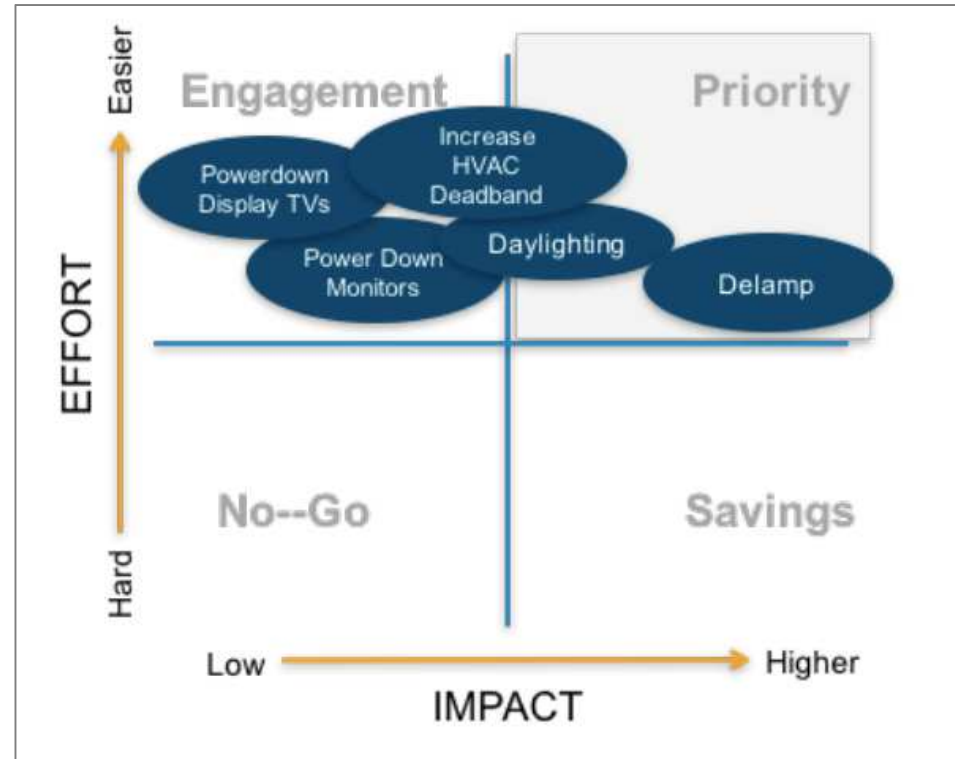 Easier
Engagement
Priority
Increase
HVAC
Deadband
Powerdown
Display TVs
Daylighting
Power Down
Monitors
Delamp
EFFORT
No--Go
Savings
Hard
Low
Higher
IMPACT